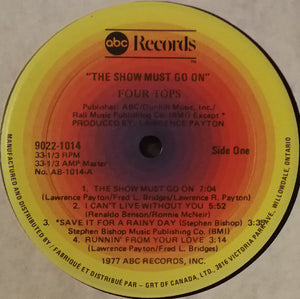 abc Records
TM
"THE SHOW MUST GO ON"
FOUR TOPS
Publisher: ABC/Dunhill Music, Inc./
Rall Music Publishing Co. (BMI) Except *
PRODUCED BY: LAWRENCE PAYTON
9022-1014
33-1/3 RPM
33-1/3 AMP Master
No. AB-1014-A
Side One
1. THE SHOW MUST GO ON 7:04
(Lawrence Payton/Fred L. Bridges/Lawrence R. Payton)
2. I CAN'T LIVE WITHOUT YOU 5:52
(Renaldo Benson/Ronnie McNeir)
3. *SAVE IT FOR A RAINY DAY (Stephen Bishop) 3:38
Stephen Bishop Music Publishing Co. (BMI)
4. RUNNIN' FROM YOUR LOVE 3:14
(Lawrence Payton/Fred L. Bridges)
1977 ABC RECORDS, INC.
MANUFACTURED AND DISTRIBUTED BY / FABRIQUÉ ET DISTRIBUÉ PAR - GRT OF CANADA, LTD., 3816 VICTORIA PARK AVE., WILLOWDALE, ONTARIO